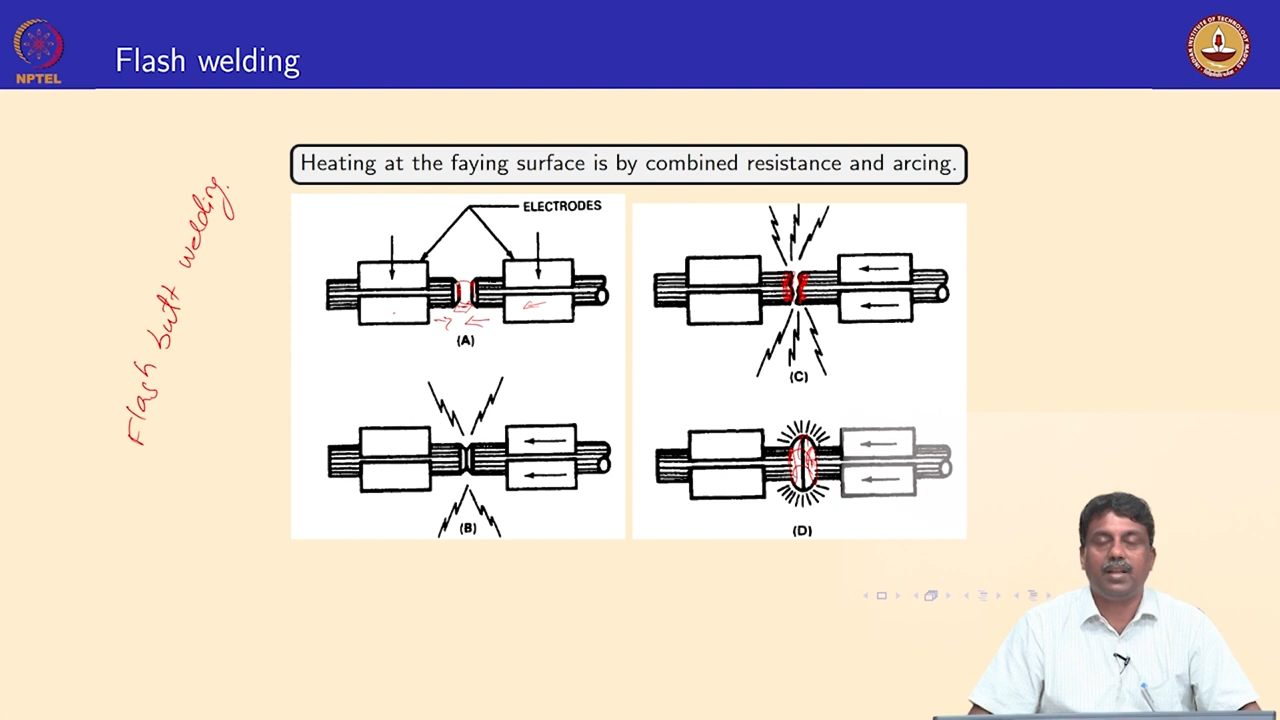 NPTEL
Flash welding
Heating at the faying surface is by combined resistance and arcing.
ELECTRODES
(A)
(B)
(C)
(D)
Flash butt welding.